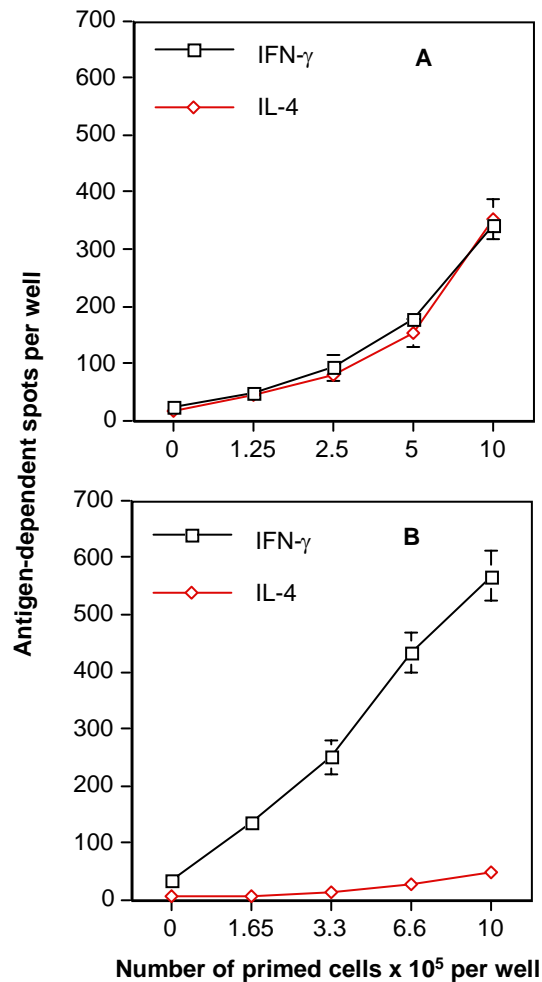 Antigen-dependent spots per well
700
600
500
400
300
200
100
0
IFN-γ
IL-4
A
0 1.25 2.5 5 10
700
600
500
400
300
200
100
0
IFN-γ
IL-4
B
0 1.65 3.3 6.6 10
Number of primed cells x 10⁵ per well